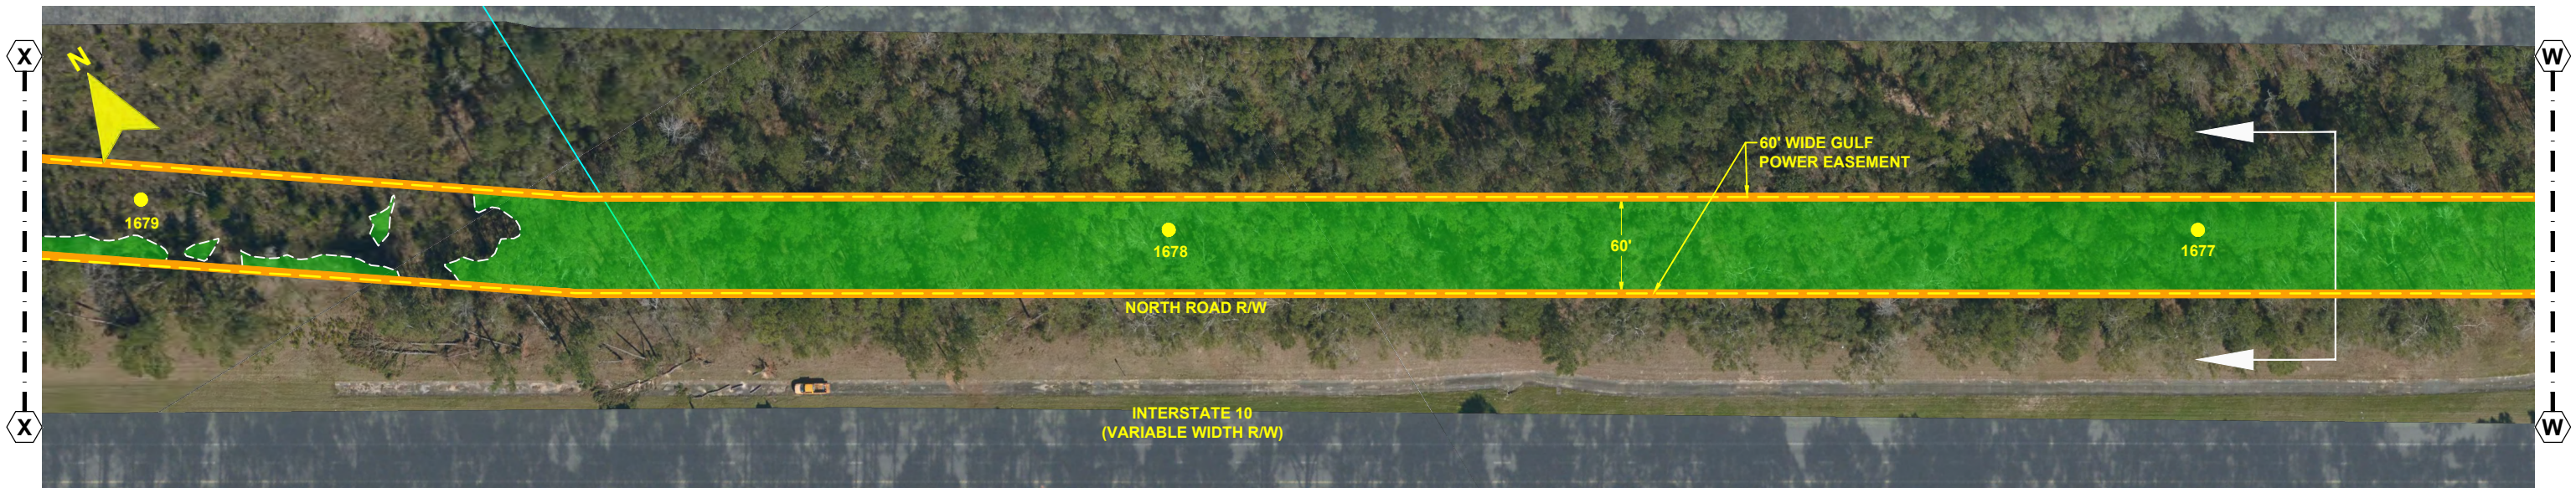 X
W
N
60' WIDE GULF
POWER EASEMENT
1679
1678
60'
1677
NORTH ROAD R/W
INTERSTATE 10
(VARIABLE WIDTH R/W)
X
W